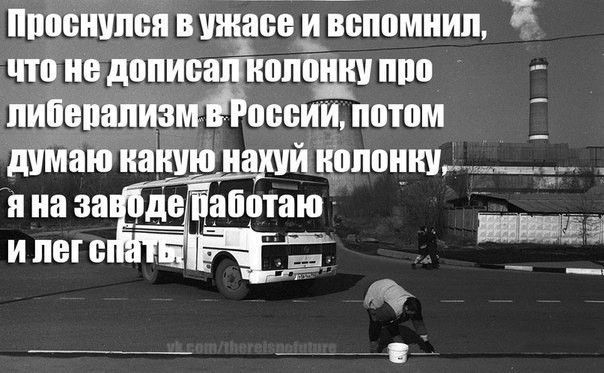 Проснулся в ужасе и вспомнил,
что не дописал колонку про
либерализм в России, потом
думаю какую нахуй колонку,
я на заводе работаю
и лег спать.
vk.com/thereisnofuture